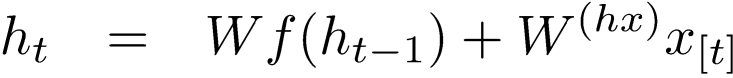 h_t = W f(h_{t-1}) + W^{(hx)} x_{[t]}